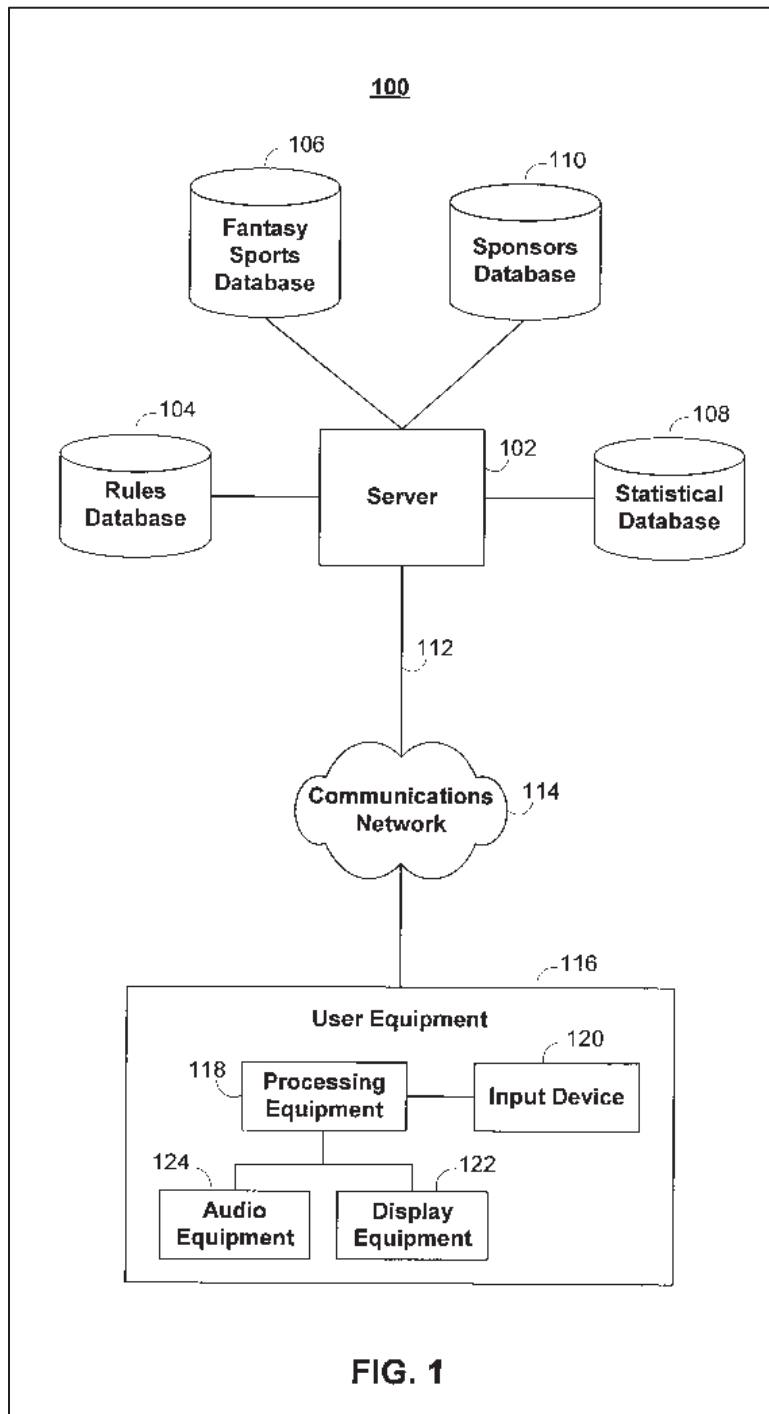 100
106
Fantasy
Sports
Database
110
Sponsors
Database
104
Rules
Database
102
Server
108
Statistical
Database
112
Communications
Network
114
116
User Equipment
118
Processing
Equipment
120
Input Device
124
Audio
Equipment
122
Display
Equipment
FIG. 1